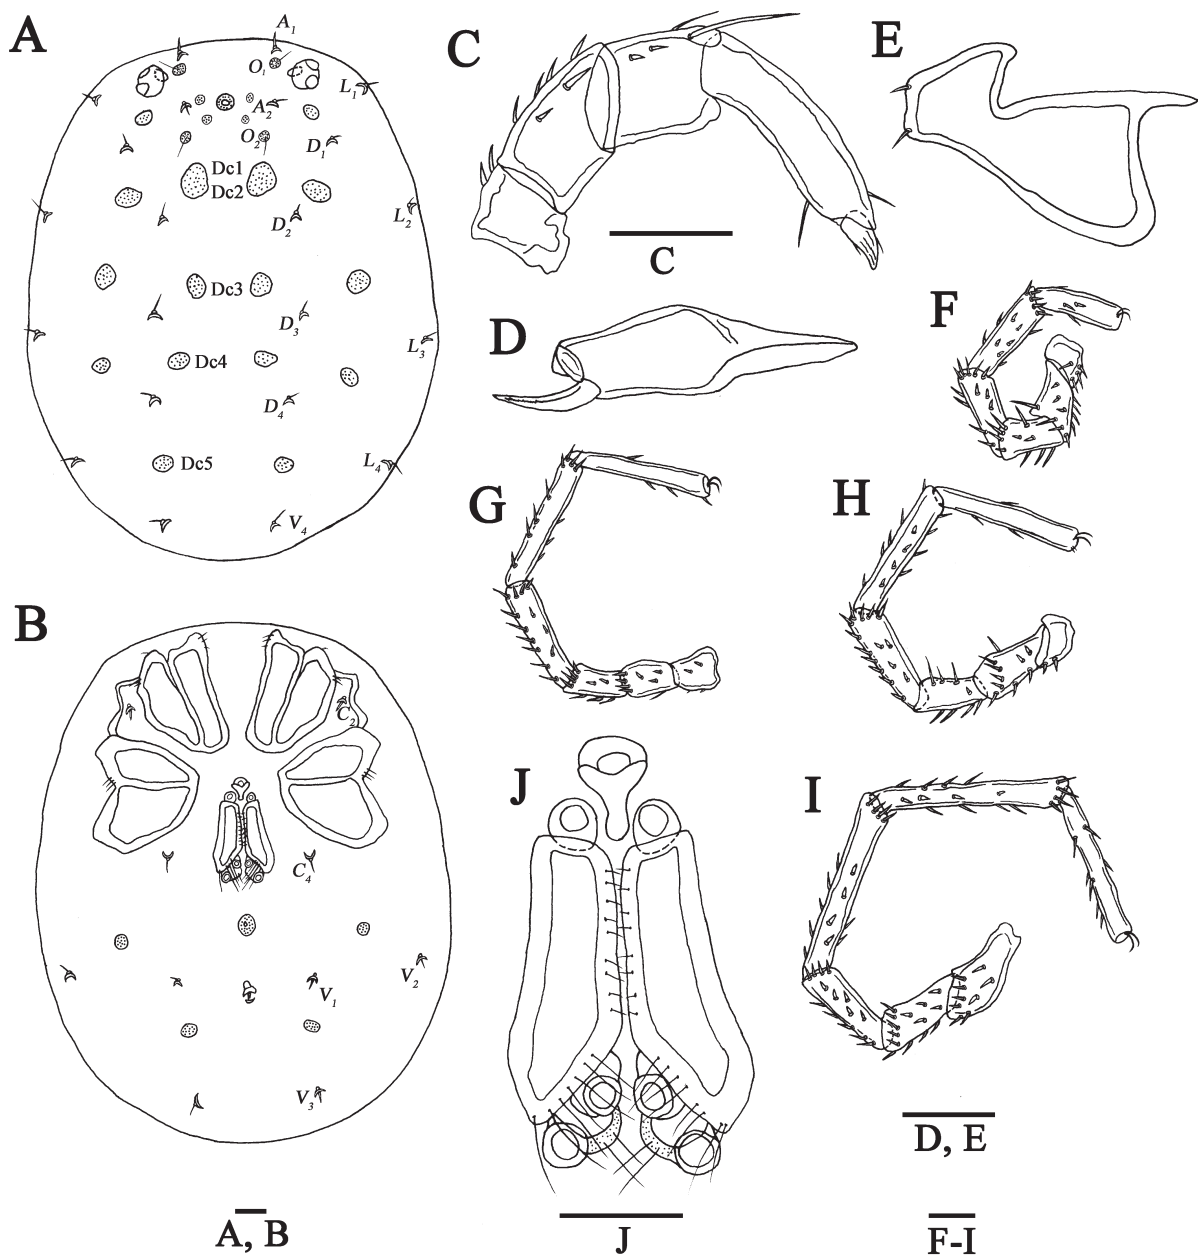 A
A1
O1
L1
A2
O2
D1
Dc1
Dc2
D2
L2
Dc3
D3
L3
Dc4
D4
Dc5
L4
V4
B
C2
C4
V2
V1
V3
A, B
C
C
D
E
F
G
H
I
J
D, E
J
F-I